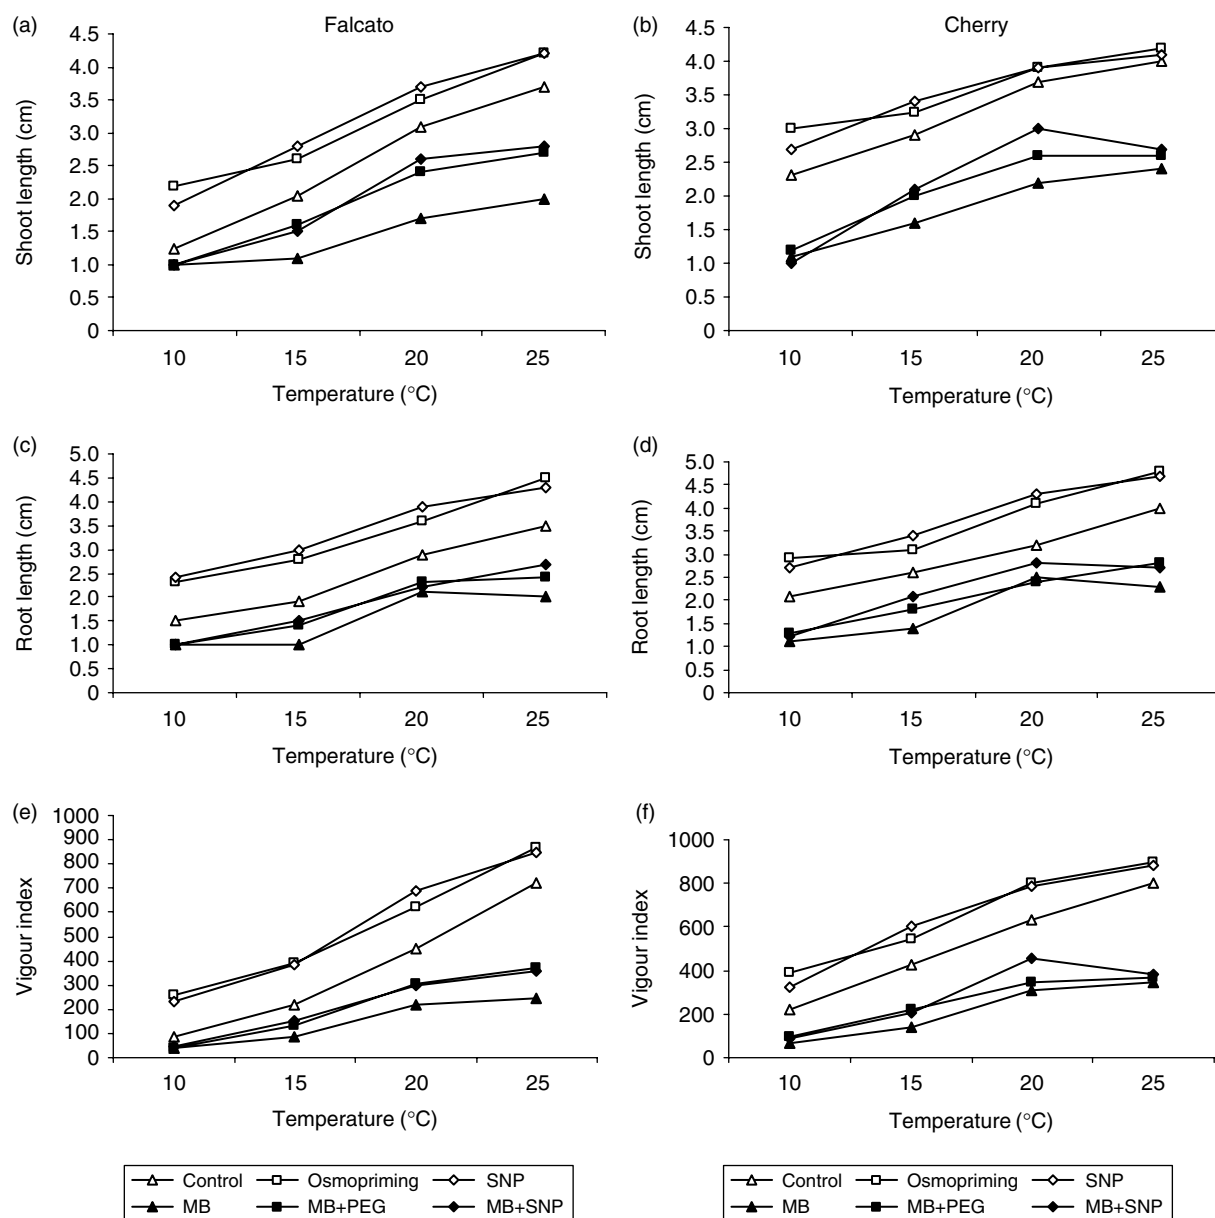 (a) Falcato
4.5
4.0
3.5
3.0
2.5
2.0
1.5
1.0
0.5
0
Shoot length (cm)
10 15 20 25
Temperature (°C)
(b) Cherry
4.5
4.0
3.5
3.0
2.5
2.0
1.5
1.0
0.5
0
Shoot length (cm)
10 15 20 25
Temperature (°C)
(c)
5.0
4.5
4.0
3.5
3.0
2.5
2.0
1.5
1.0
0.5
0
Root length (cm)
10 15 20 25
Temperature (°C)
(d)
5.0
4.5
4.0
3.5
3.0
2.5
2.0
1.5
1.0
0.5
0
Root length (cm)
10 15 20 25
Temperature (°C)
(e)
1000
900
800
700
600
500
400
300
200
100
0
Vigour index
10 15 20 25
Temperature (°C)
(f)
1000
800
600
400
200
0
Vigour index
10 15 20 25
Temperature (°C)
Control Osmopriming SNP
MB MB+PEG MB+SNP
Control Osmopriming SNP
MB MB+PEG MB+SNP